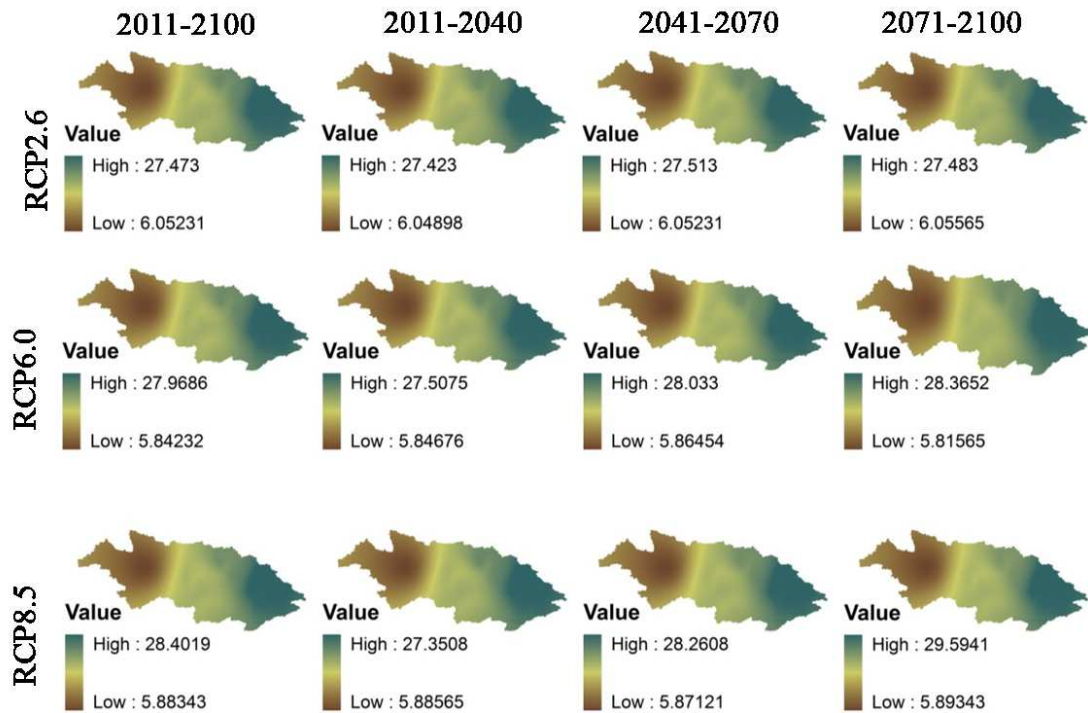 2011-2100 2011-2040 2041-2070 2071-2100
RCP2.6
Value Value Value Value
High : 27.473 High : 27.423 High : 27.513 High : 27.483
Low : 6.05231 Low : 6.04898 Low : 6.05231 Low : 6.05565
RCP6.0
Value Value Value Value
High : 27.9686 High : 27.5075 High : 28.033 High : 28.3652
Low : 5.84232 Low : 5.84676 Low : 5.86454 Low : 5.81565
RCP8.5
Value Value Value Value
High : 28.4019 High : 27.3508 High : 28.2608 High : 29.5941
Low : 5.88343 Low : 5.88565 Low : 5.87121 Low : 5.89343